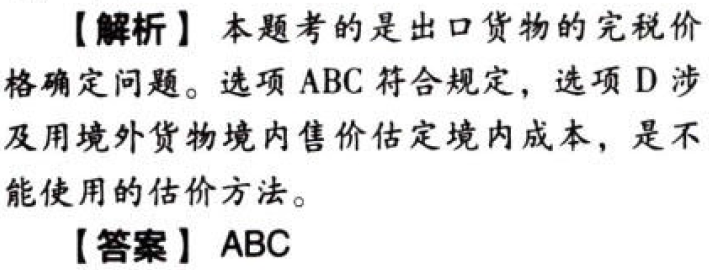 【解析】 本题考的是出口货物的完税价
格确定问题。选项 ABC 符合规定，选项 D 涉
及用境外货物境内售价估定境内成本，是不
能使用的估价方法。
【答案】 ABC